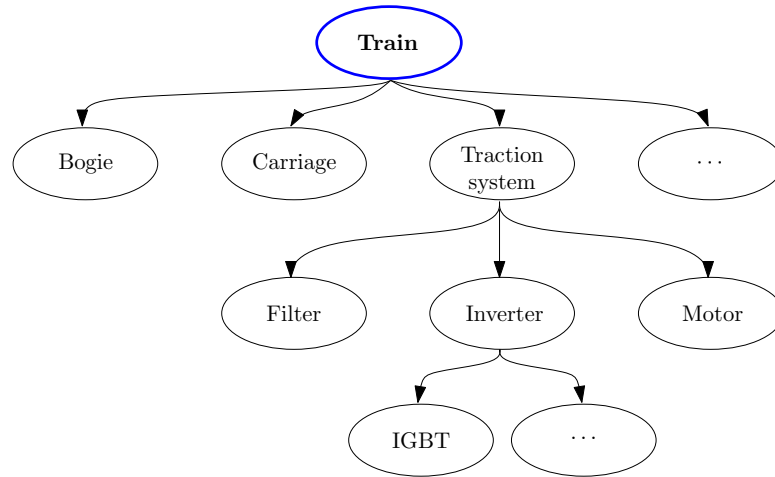 Train
Bogie
Carriage
Traction
system
···
Filter
Inverter
Motor
IGBT
···